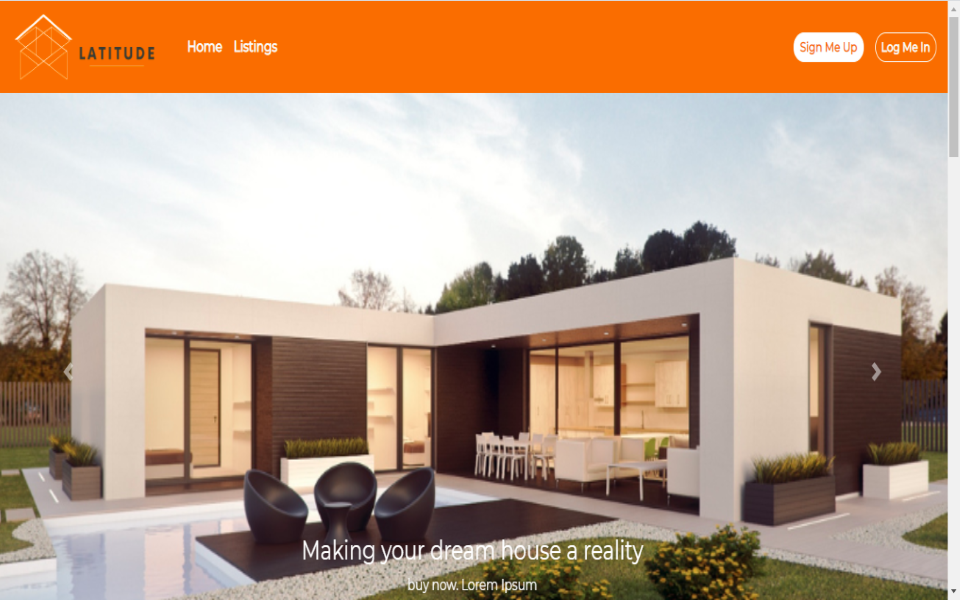 LATITUDE
Home Listings
Sign Me Up
Log Me In
Making your dream house a reality
buy now. Lorem Ipsum